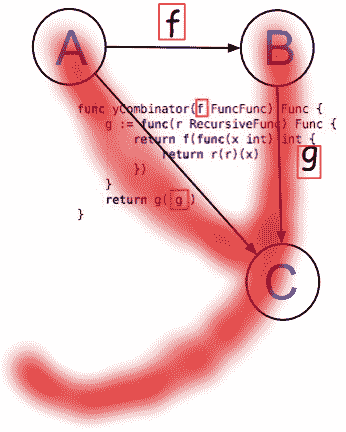 f
A
B
func yCombinator(f FuncFunc) Func {
g := func(r RecursiveFunc) Func {
return f(func(x int) int {
return r(r)(x)
})
}
return g(g)
}
g
C